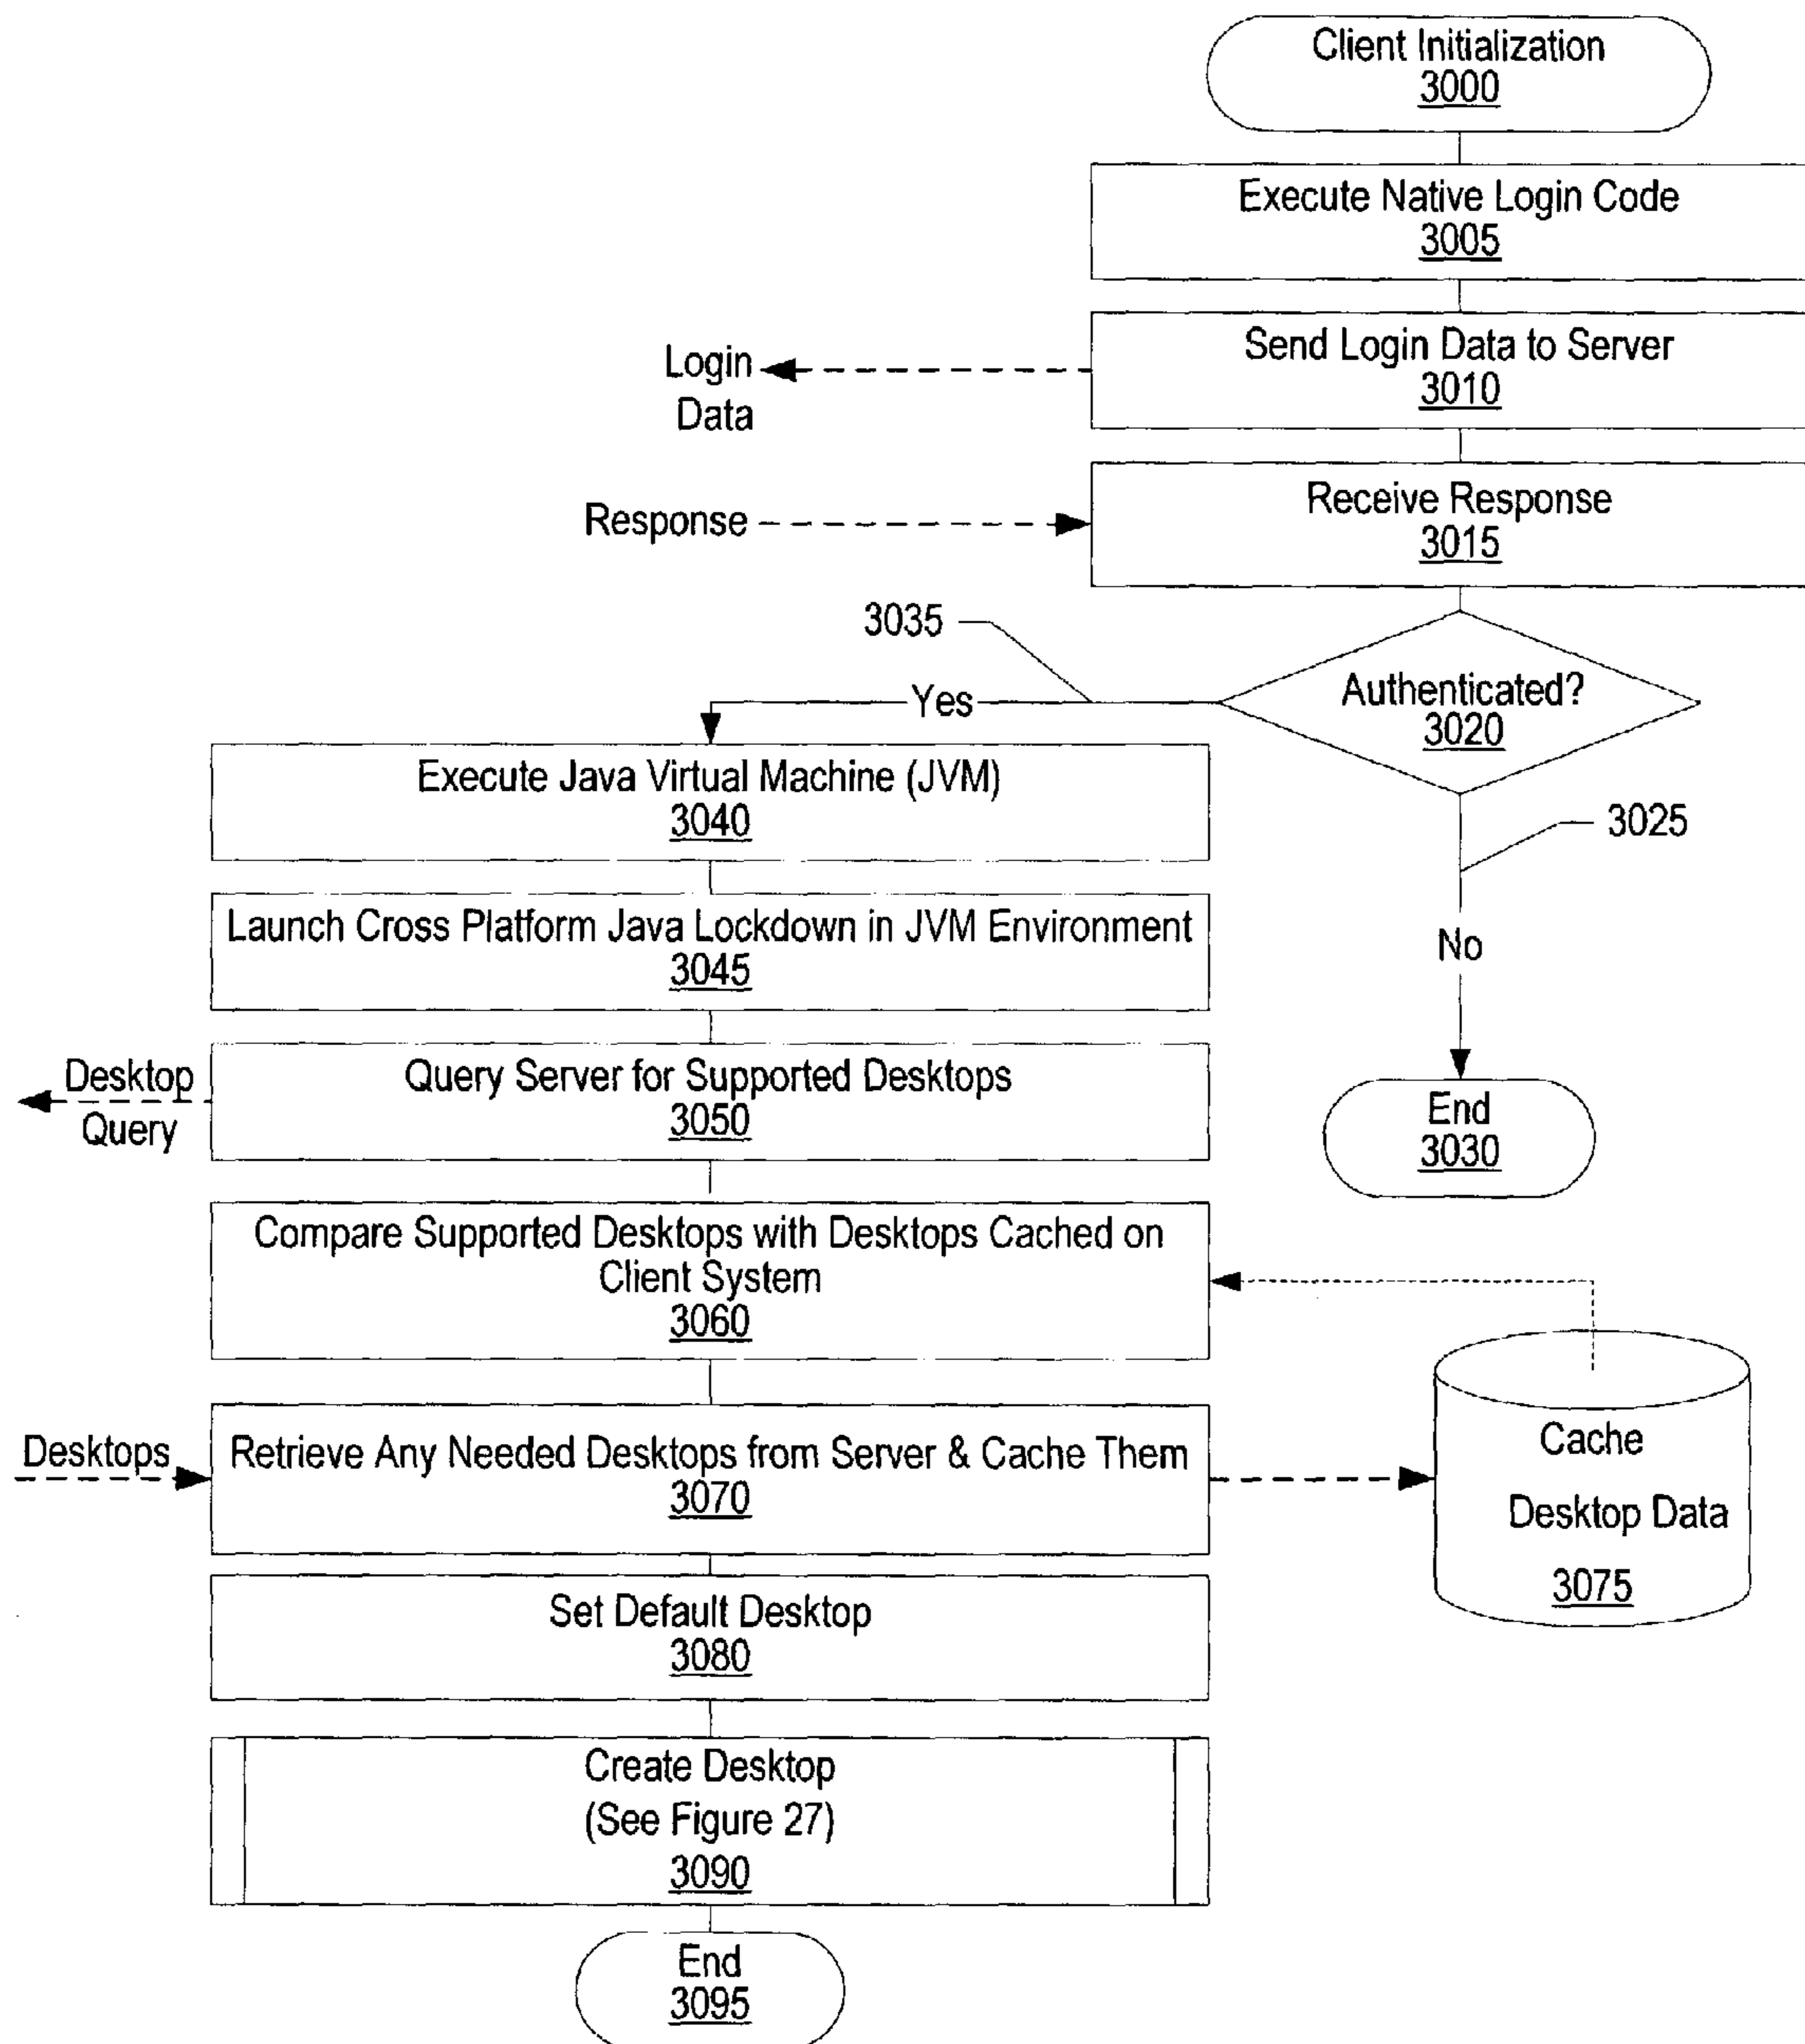 Client Initialization
3000
Execute Native Login Code
3005
Send Login Data to Server
3010
Login
Data
Receive Response
3015
Response
3035
Authenticated?
3020
Yes
Execute Java Virtual Machine (JVM)
3040
3025
Launch Cross Platform Java Lockdown in JVM Environment
3045
No
Query Server for Supported Desktops
3050
Desktop
Query
End
3030
Compare Supported Desktops with Desktops Cached on
Client System
3060
Desktops
Retrieve Any Needed Desktops from Server & Cache Them
3070
Cache
Desktop Data
3075
Set Default Desktop
3080
Create Desktop
(See Figure 27)
3090
End
3095